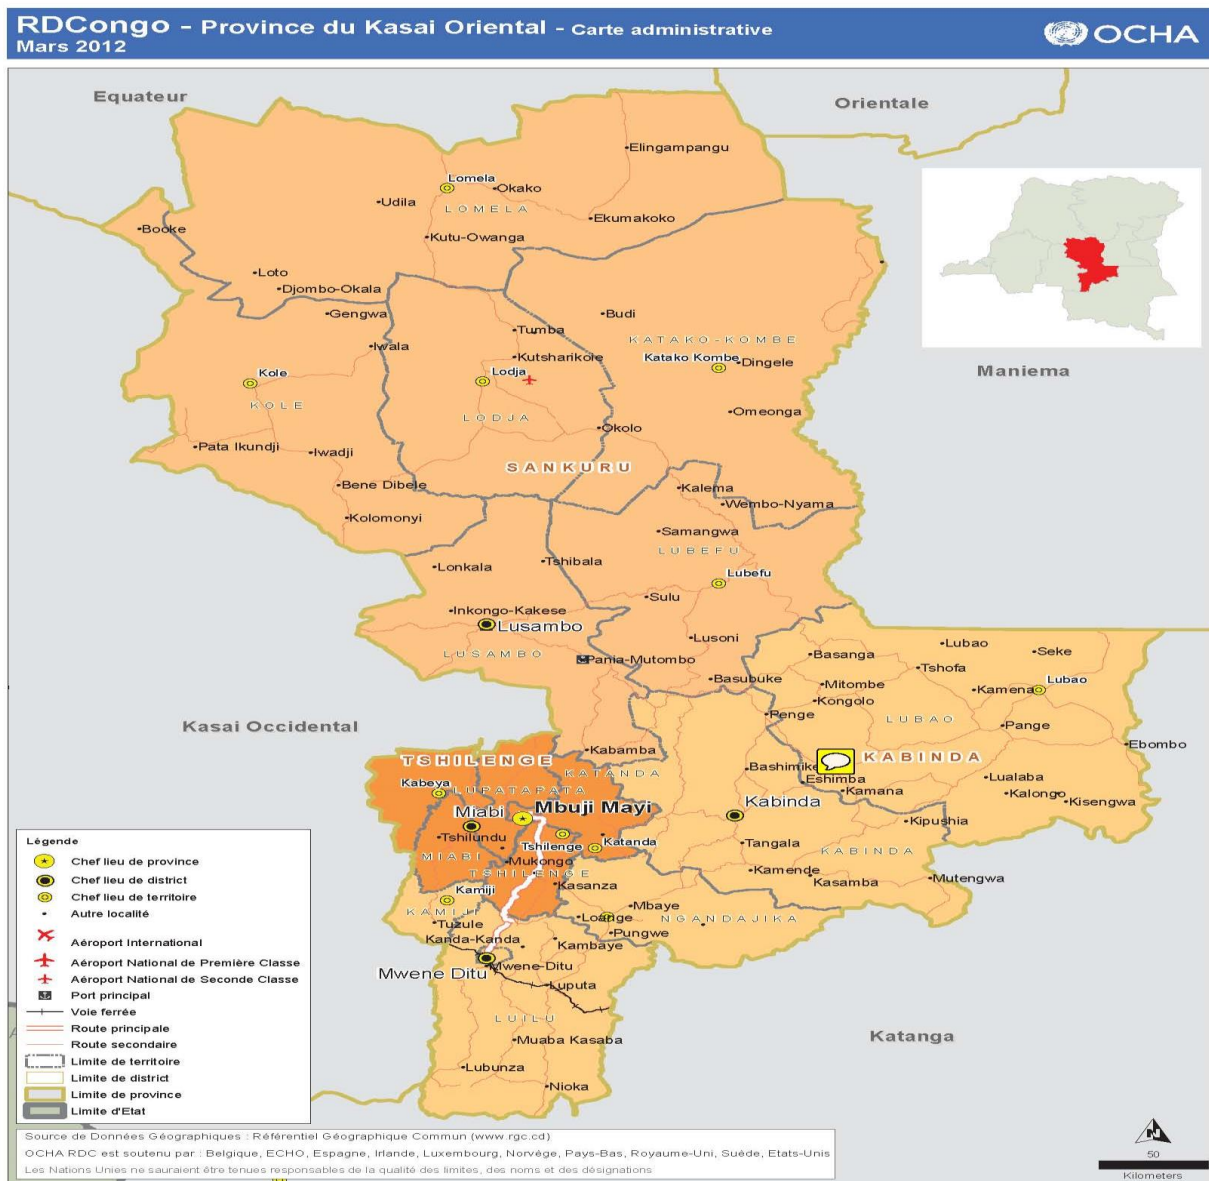 RDCongo - Province du Kasai Oriental - Carte administrative
Mars 2012
OCHA
Equateur
Orientale
Elingampangu
Lomela
Okako
Udila
LOMELA
Ekumakoko
Booke
Kutu-Owanga
Loto
Djombo-Okala
Gengwa
Budi
Tumba
KATAKO-KOMBE
Iwala
Kutsharikole
Katako Kombe
Dingele
Maniema
Kole
Lodja
KOLE
LODJA
Omeonga
Okolo
Pata Ikundji
Iwadji
SANKURU
Bene Dibele
Kalema
Wembo-Nyama
Kolomonyi
Samangwa
LUBEFU
Tshibala
Lonkala
Lubefu
Sulu
Inkongo-Kakese
Lusambo
Lusoni
Lubao
Seke
LUSAMBO
Pania-Mutombo
Basanga
Tshofa
Basubuke
Mitombe
Kamena
Lubao
Kongolo
Penge
LUBAO
Pange
Kasai Occidental
Kabamba
Ebombo
TSHILENGE
KABINDA
KATANDA
Bashimike
Eshimba
Lualaba
Kabeya
LUPATAPATA
Kamana
Kalongo
Kisengwa
Miabi
Mbuji Mayi
Kabinda
Kipushia
Tshilundu
Tshilenge
Katanda
Tangala
KABINDA
MIABI
Mukongo
TSHILENGE
Kamende
Kasamba
Mutengwa
Kasanza
Kamiji
KAMIJI
Mbaye
Loange
NGANDAJIKA
Tuzule
Pungwe
Kanda-Kanda
Kambaye
Mwene Ditu
Mwene-Ditu
Luputa
LUILU
Katanga
Muaba Kasaba
Lubunza
Nioka
Légende
Chef lieu de province
Chef lieu de district
Chef lieu de territoire
Autre localité
Aéroport International
Aéroport National de Première Classe
Aéroport National de Seconde Classe
Port principal
Voie ferrée
Route principale
Route secondaire
Limite de territoire
Limite de district
Limite de province
Limite d'Etat
Source de Données Géographiques : Référentiel Géographique Commun (www.rgc.cd)
OCHA RDC est soutenu par : Belgique, ECHO, Espagne, Irlande, Luxembourg, Norvège, Pays-Bas, Royaume-Uni, Suède, Etats-Unis
Les Nations Unies ne sauraient être tenues responsables de la qualité des limites, des noms et des désignations
N
50
Kilometers